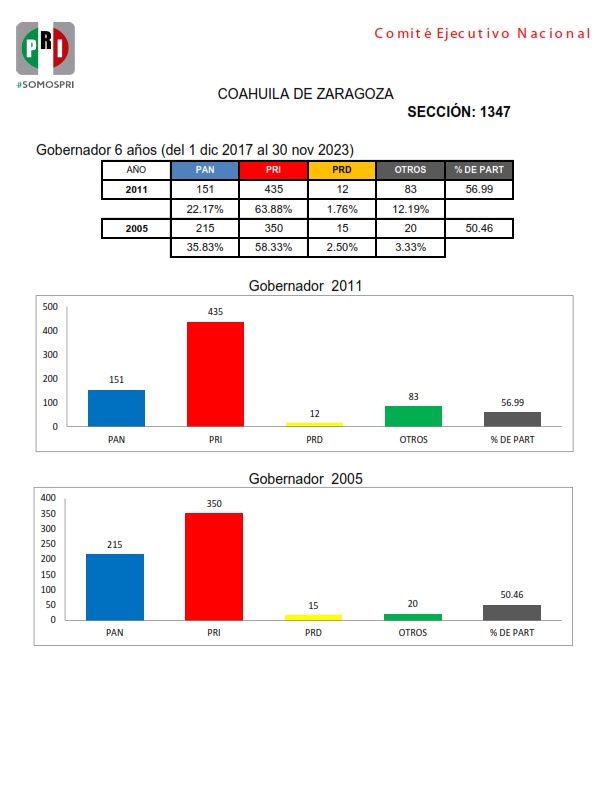 PRI
#SOMOSPRI
Comité Ejecutivo Nacional
COAHUILA DE ZARAGOZA
SECCIÓN: 1347
Gobernador 6 años (del 1 dic 2017 al 30 nov 2023)
AÑO PAN PRI PRD OTROS % DE PART
2011 151 435 12 83 56.99
22.17% 63.88% 1.76% 12.19%
2005 215 350 15 20 50.46
35.83% 58.33% 2.50% 3.33%
Gobernador 2011
500
400
300
200
100
0
151
435
12
83
56.99
PAN PRI PRD OTROS % DE PART
Gobernador 2005
400
350
300
250
200
150
100
50
0
215
350
15
20
50.46
PAN PRI PRD OTROS % DE PART